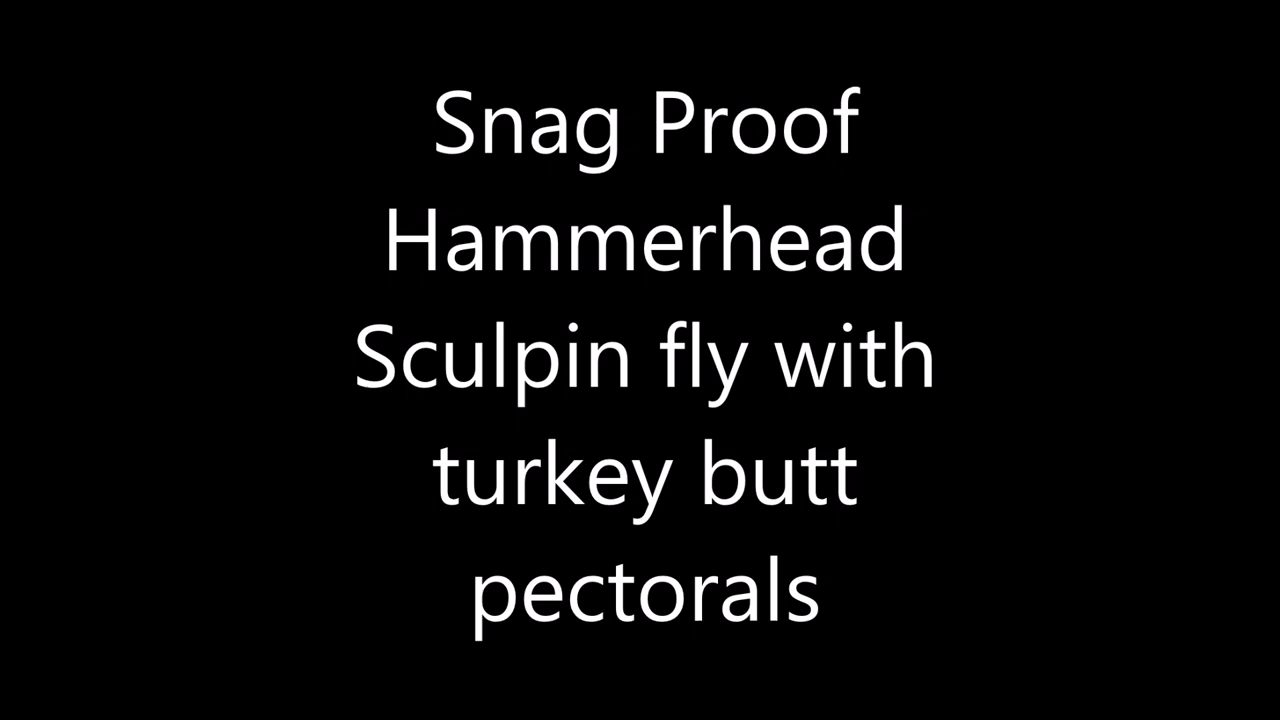 Snag Proof
Hammerhead
Sculpin fly with
turkey butt
pectorals